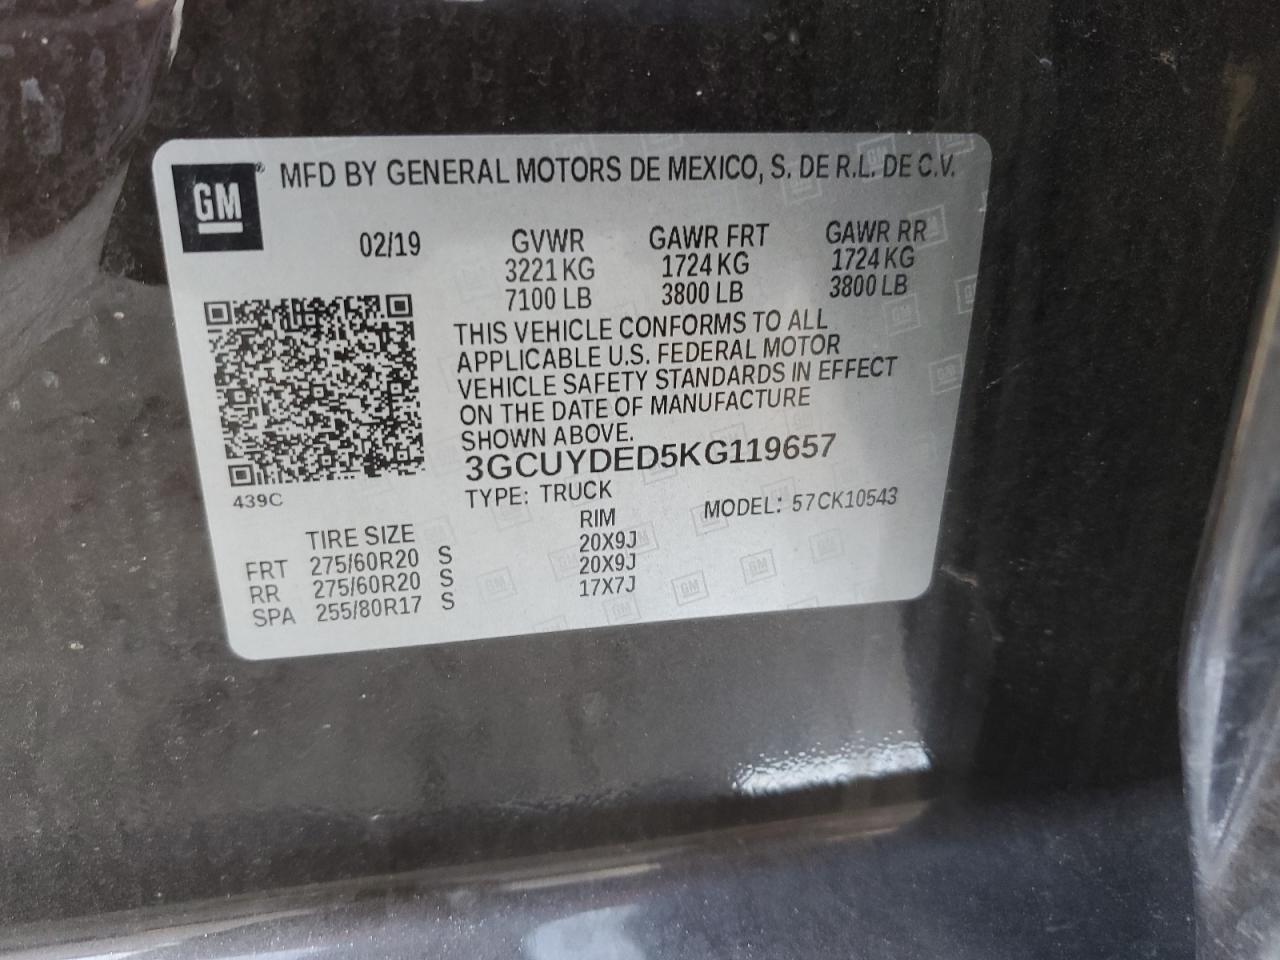 GM® MFD BY GENERAL MOTORS DE MEXICO, S. DE R.L. DE C.V.
02/19 GVWR GAWR FRT GAWR RR
3221 KG 1724 KG 1724 KG
7100 LB 3800 LB 3800 LB
THIS VEHICLE CONFORMS TO ALL
APPLICABLE U.S. FEDERAL MOTOR
VEHICLE SAFETY STANDARDS IN EFFECT
ON THE DATE OF MANUFACTURE
SHOWN ABOVE.
3GCUYDED5KG119657
439C
TYPE: TRUCK MODEL: 57CK10543
TIRE SIZE RIM
FRT 275/60R20 S 20X9J
RR 275/60R20 S 20X9J
SPA 255/80R17 S 17X7J